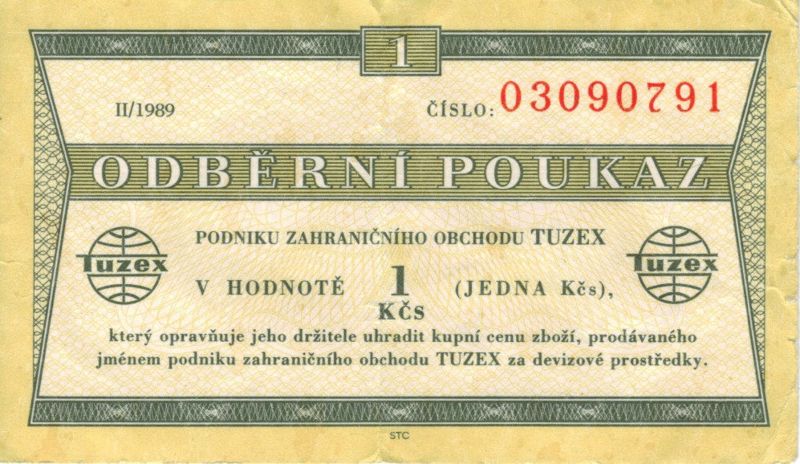 1
II/1989 ČÍSLO: 03090791
ODBĚRNÍ POUKAZ
PODNIKU ZAHRANIČNÍHO OBCHODU TUZEX
Tuzex V HODNOTĚ 1 (JEDNA Kčs), Tuzex
Kčs
který opravňuje jeho držitele uhradit kupní cenu zboží, prodávaného
jménem podniku zahraničního obchodu TUZEX za devizové prostředky.
STC